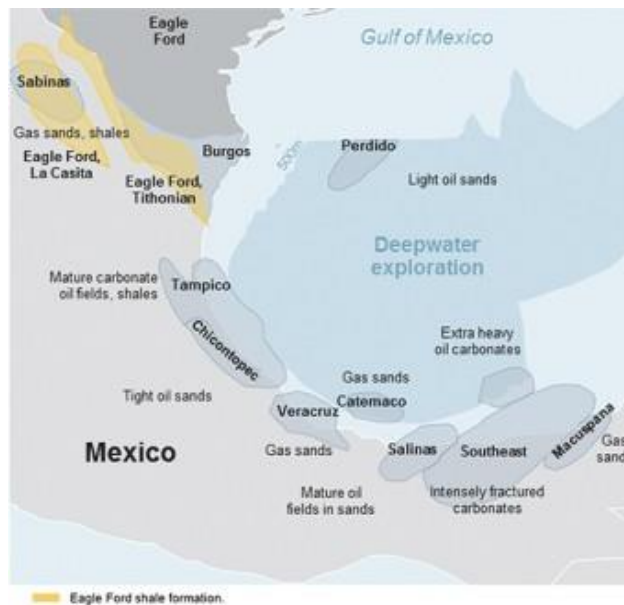 Eagle
Ford
Gulf of Mexico
Sabinas
Gas sands, shales
Eagle Ford,
La Casita
Burgos
Eagle Ford,
Tithonian
500m
Perdido
Light oil sands
Deepwater
exploration
Mature carbonate
oil fields, shales
Tampico
Chicontopec
Extra heavy
oil carbonates
Tight oil sands
Gas sands
Catemaco
Veracruz
Mexico
Gas sands
Salinas
Southeast
Macuspana
Gas
sand
Mature oil
fields in sands
Intensely fractured
carbonates
Eagle Ford shale formation.